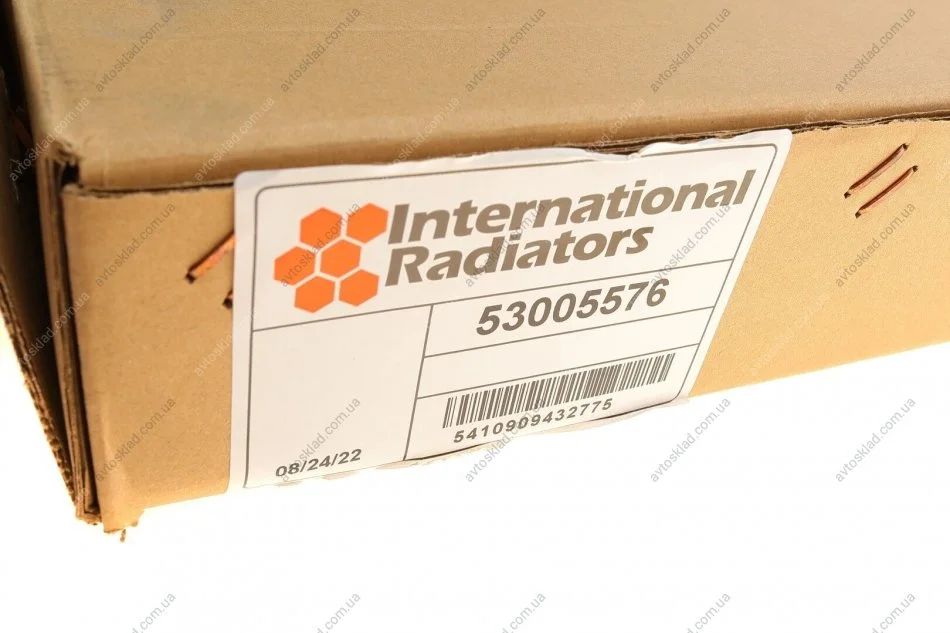 International
Radiators
53005576
5410909432775
08/24/22
avtosklad.com.ua